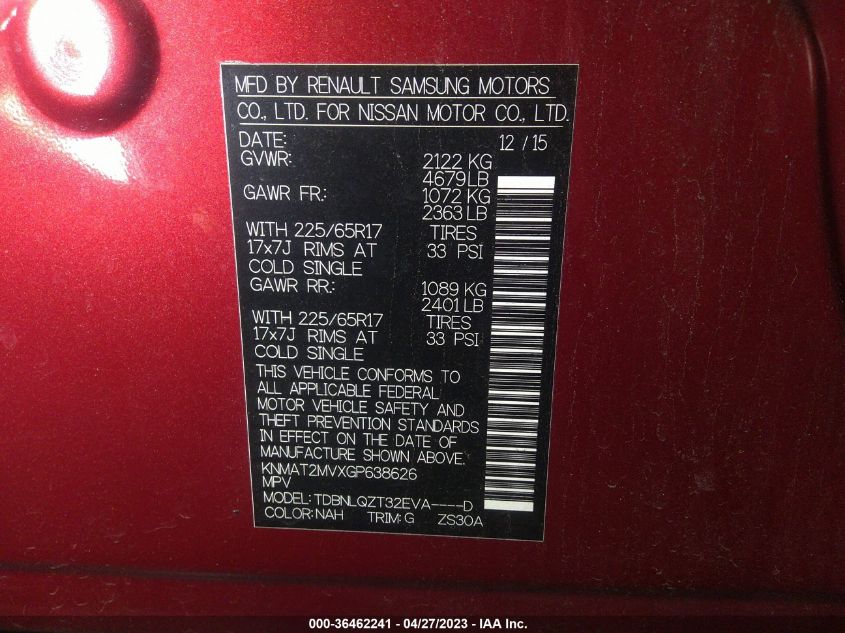 MFD BY RENAULT SAMSUNG MOTORS
CO., LTD. FOR NISSAN MOTOR CO., LTD.
DATE: 12 / 15
GVWR: 2122 KG
4679 LB
GAWR FR: 1072 KG
2363 LB
WITH 225/65R17 TIRES
17x7J RIMS AT 33 PSI
COLD SINGLE
GAWR RR: 1089 KG
2401 LB
WITH 225/65R17 TIRES
17x7J RIMS AT 33 PSI
COLD SINGLE
THIS VEHICLE CONFORMS TO
ALL APPLICABLE FEDERAL
MOTOR VEHICLE SAFETY AND
THEFT PREVENTION STANDARDS
IN EFFECT ON THE DATE OF
MANUFACTURE SHOWN ABOVE.
KNMAT2MVXGP638626
MPV
MODEL: TDBNLQZT32EVA----D
COLOR: NAH TRIM: G ZS30A
000-36462241 - 04/27/2023 - IAA Inc.